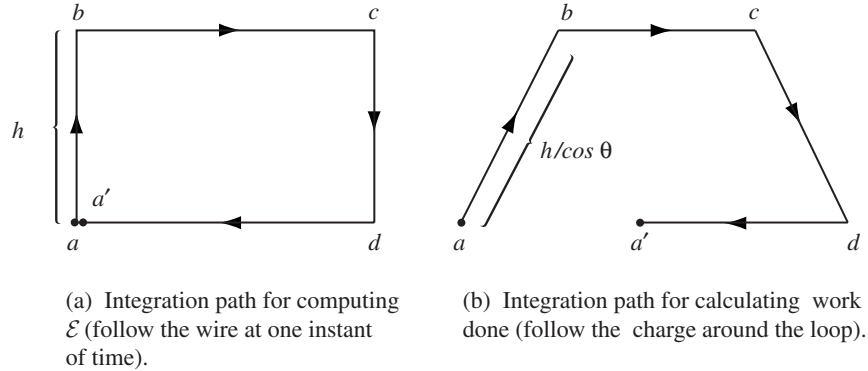 b
c
h
a′
a
d
(a) Integration path for computing
ℰ (follow the wire at one instant
of time).
b
c
h/cos θ
a
a′
d
(b) Integration path for calculating work
done (follow the charge around the loop).